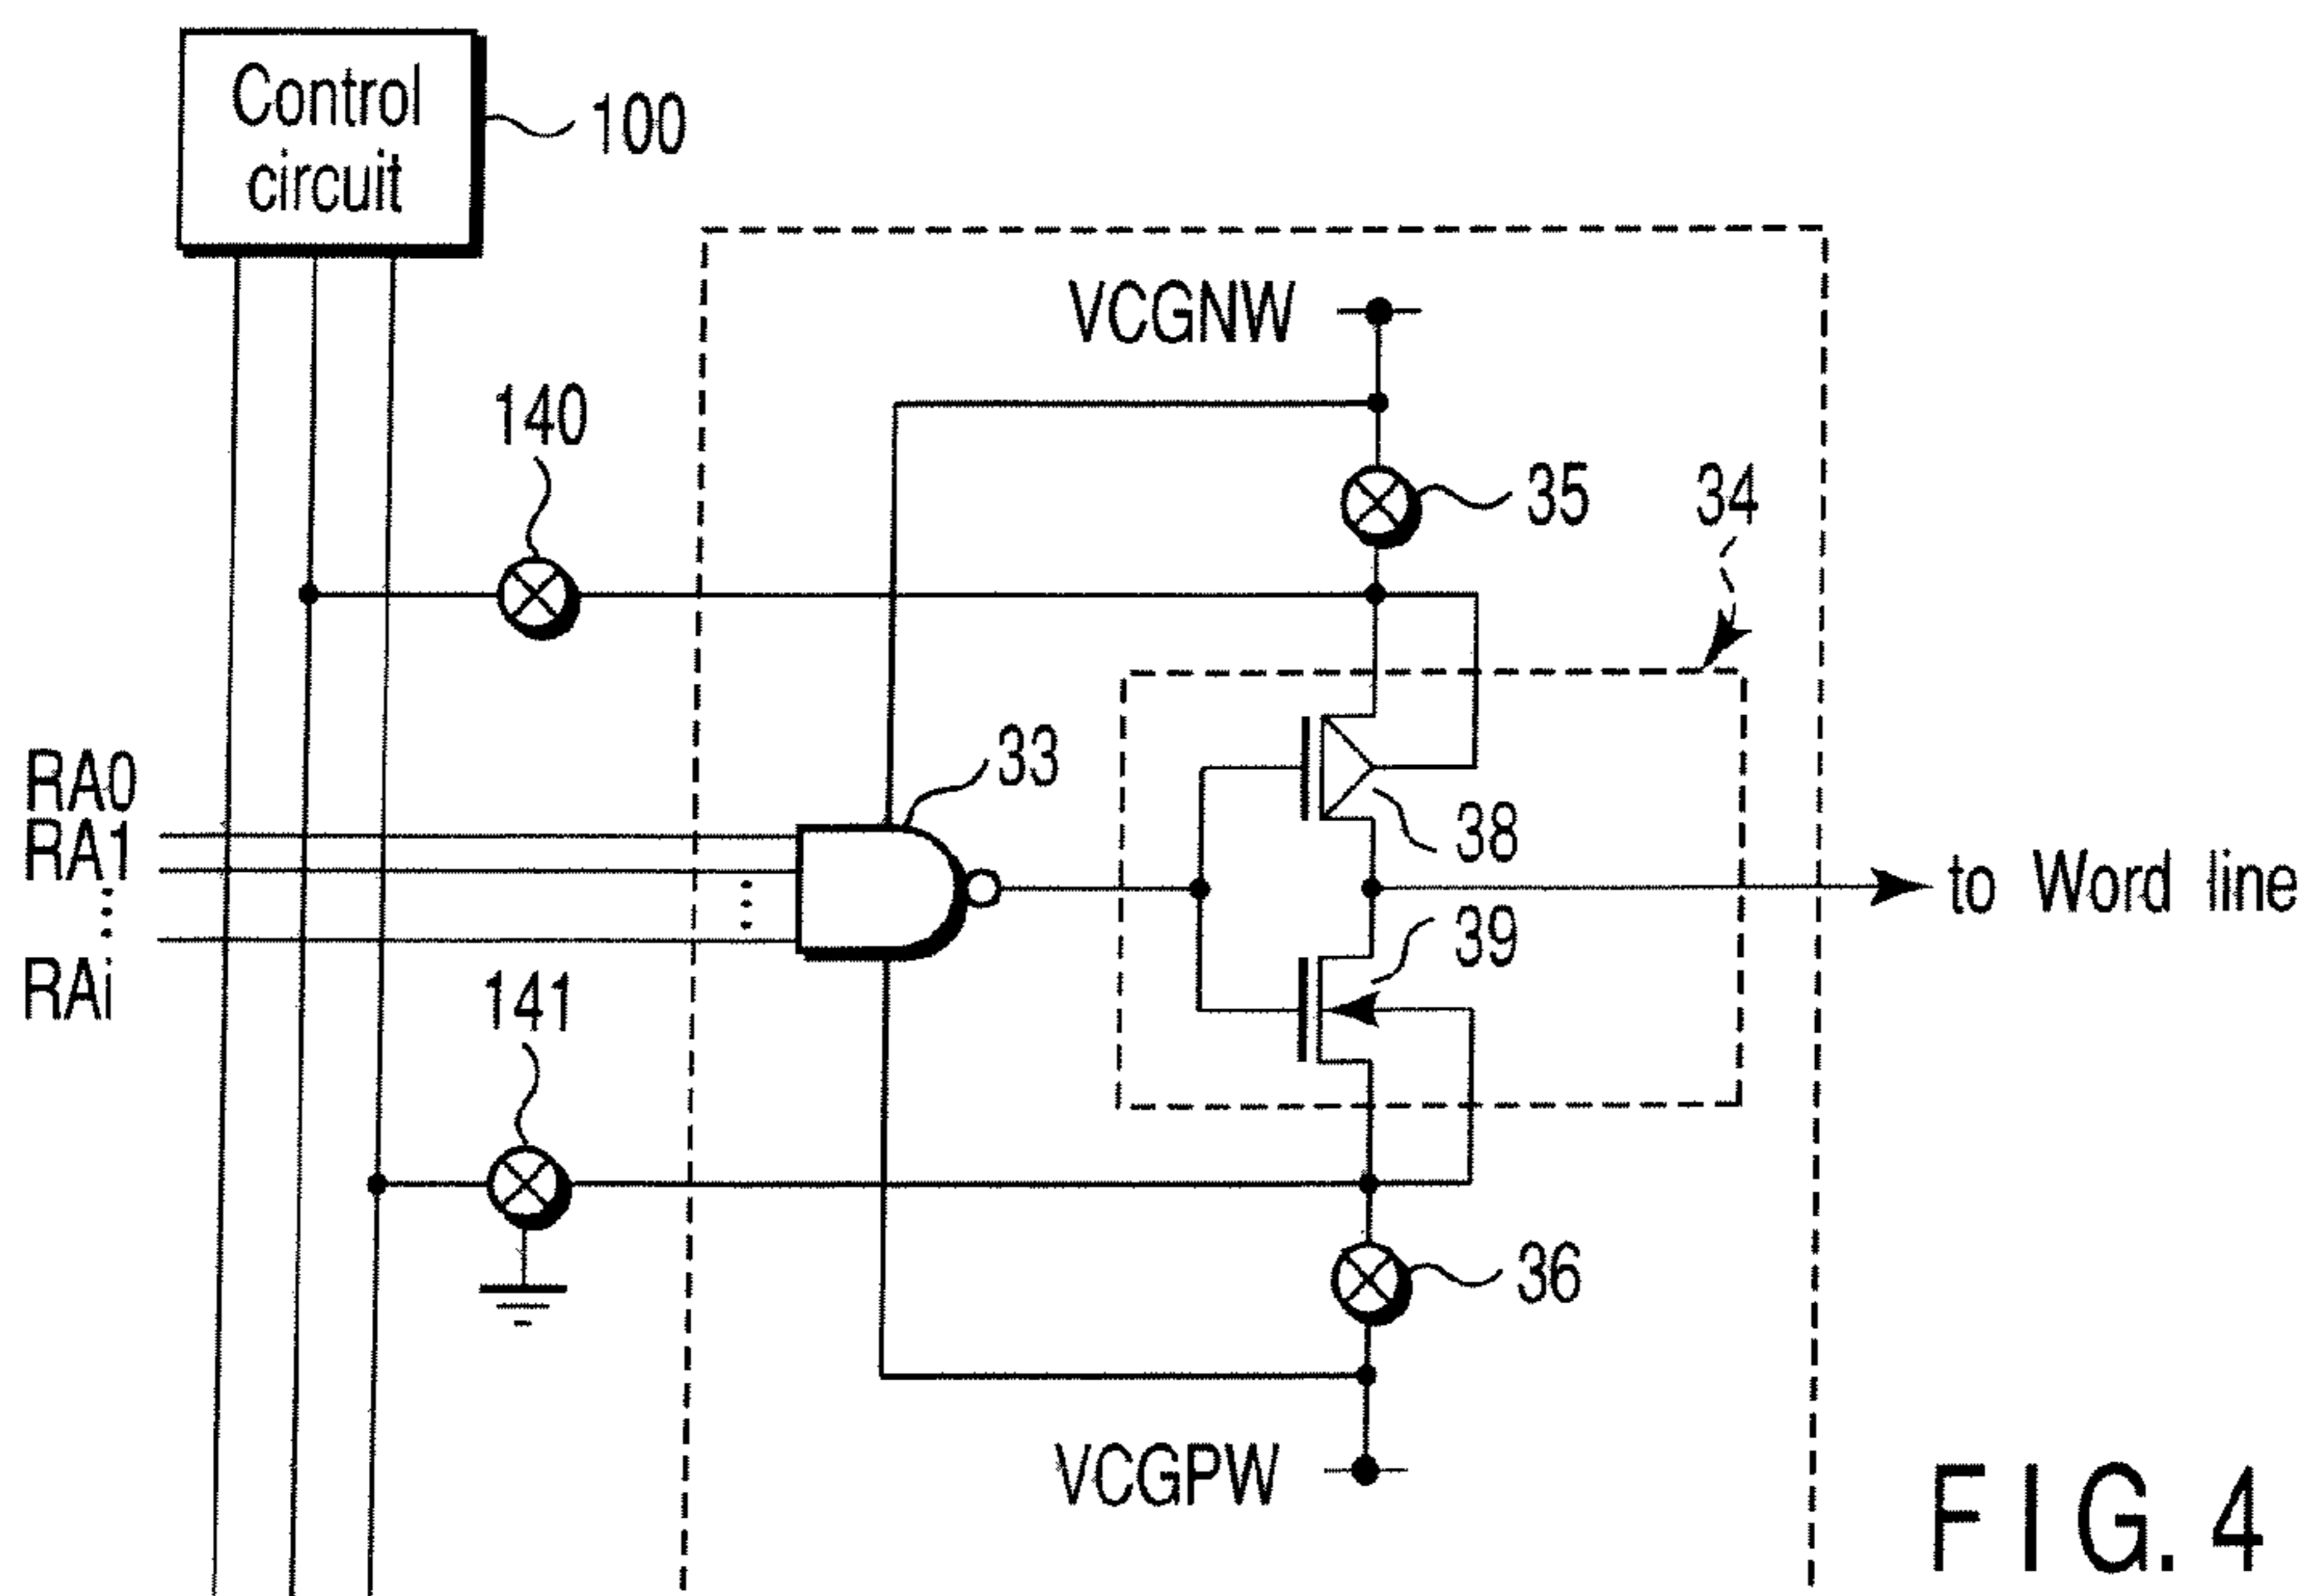 Control
circuit
100
VCGNW
140
35
34
RA0
RA1
RAi
33
38
to Word line
39
141
36
VCGPW
FIG. 4